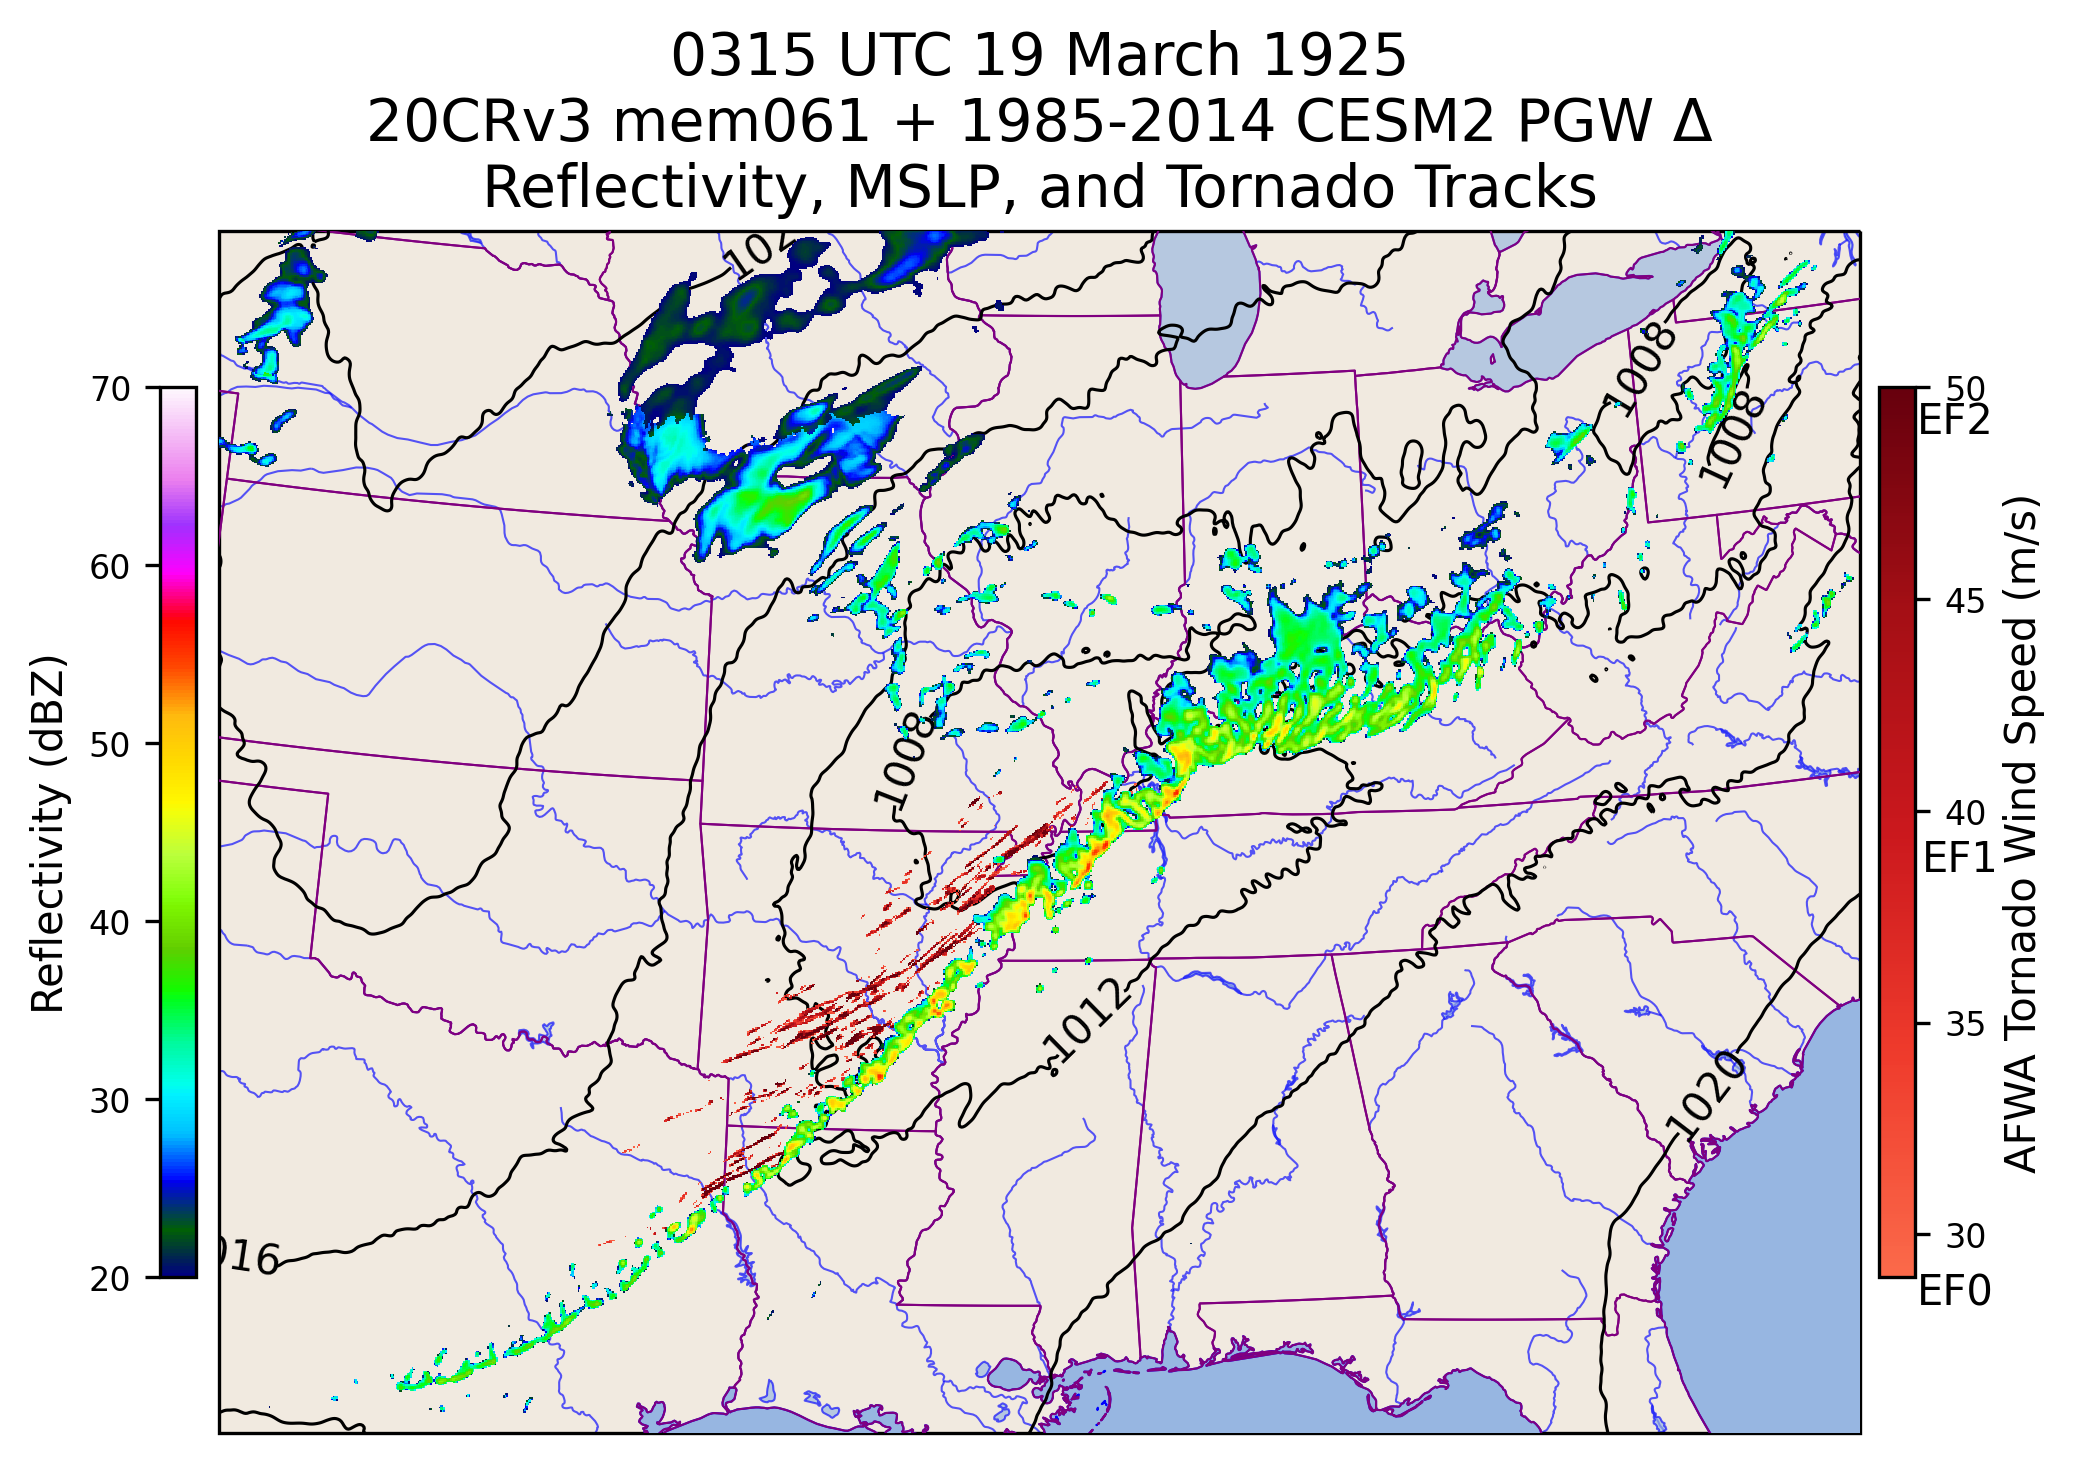 0315 UTC 19 March 1925
20CRv3 mem061 + 1985-2014 CESM2 PGW Δ
Reflectivity, MSLP, and Tornado Tracks
1008
1008
1008
1012
1020
70
60
50
40
30
20
Reflectivity (dBZ)
50
EF2
45
40
EF1
35
30
EF0
AFWA Tornado Wind Speed (m/s)